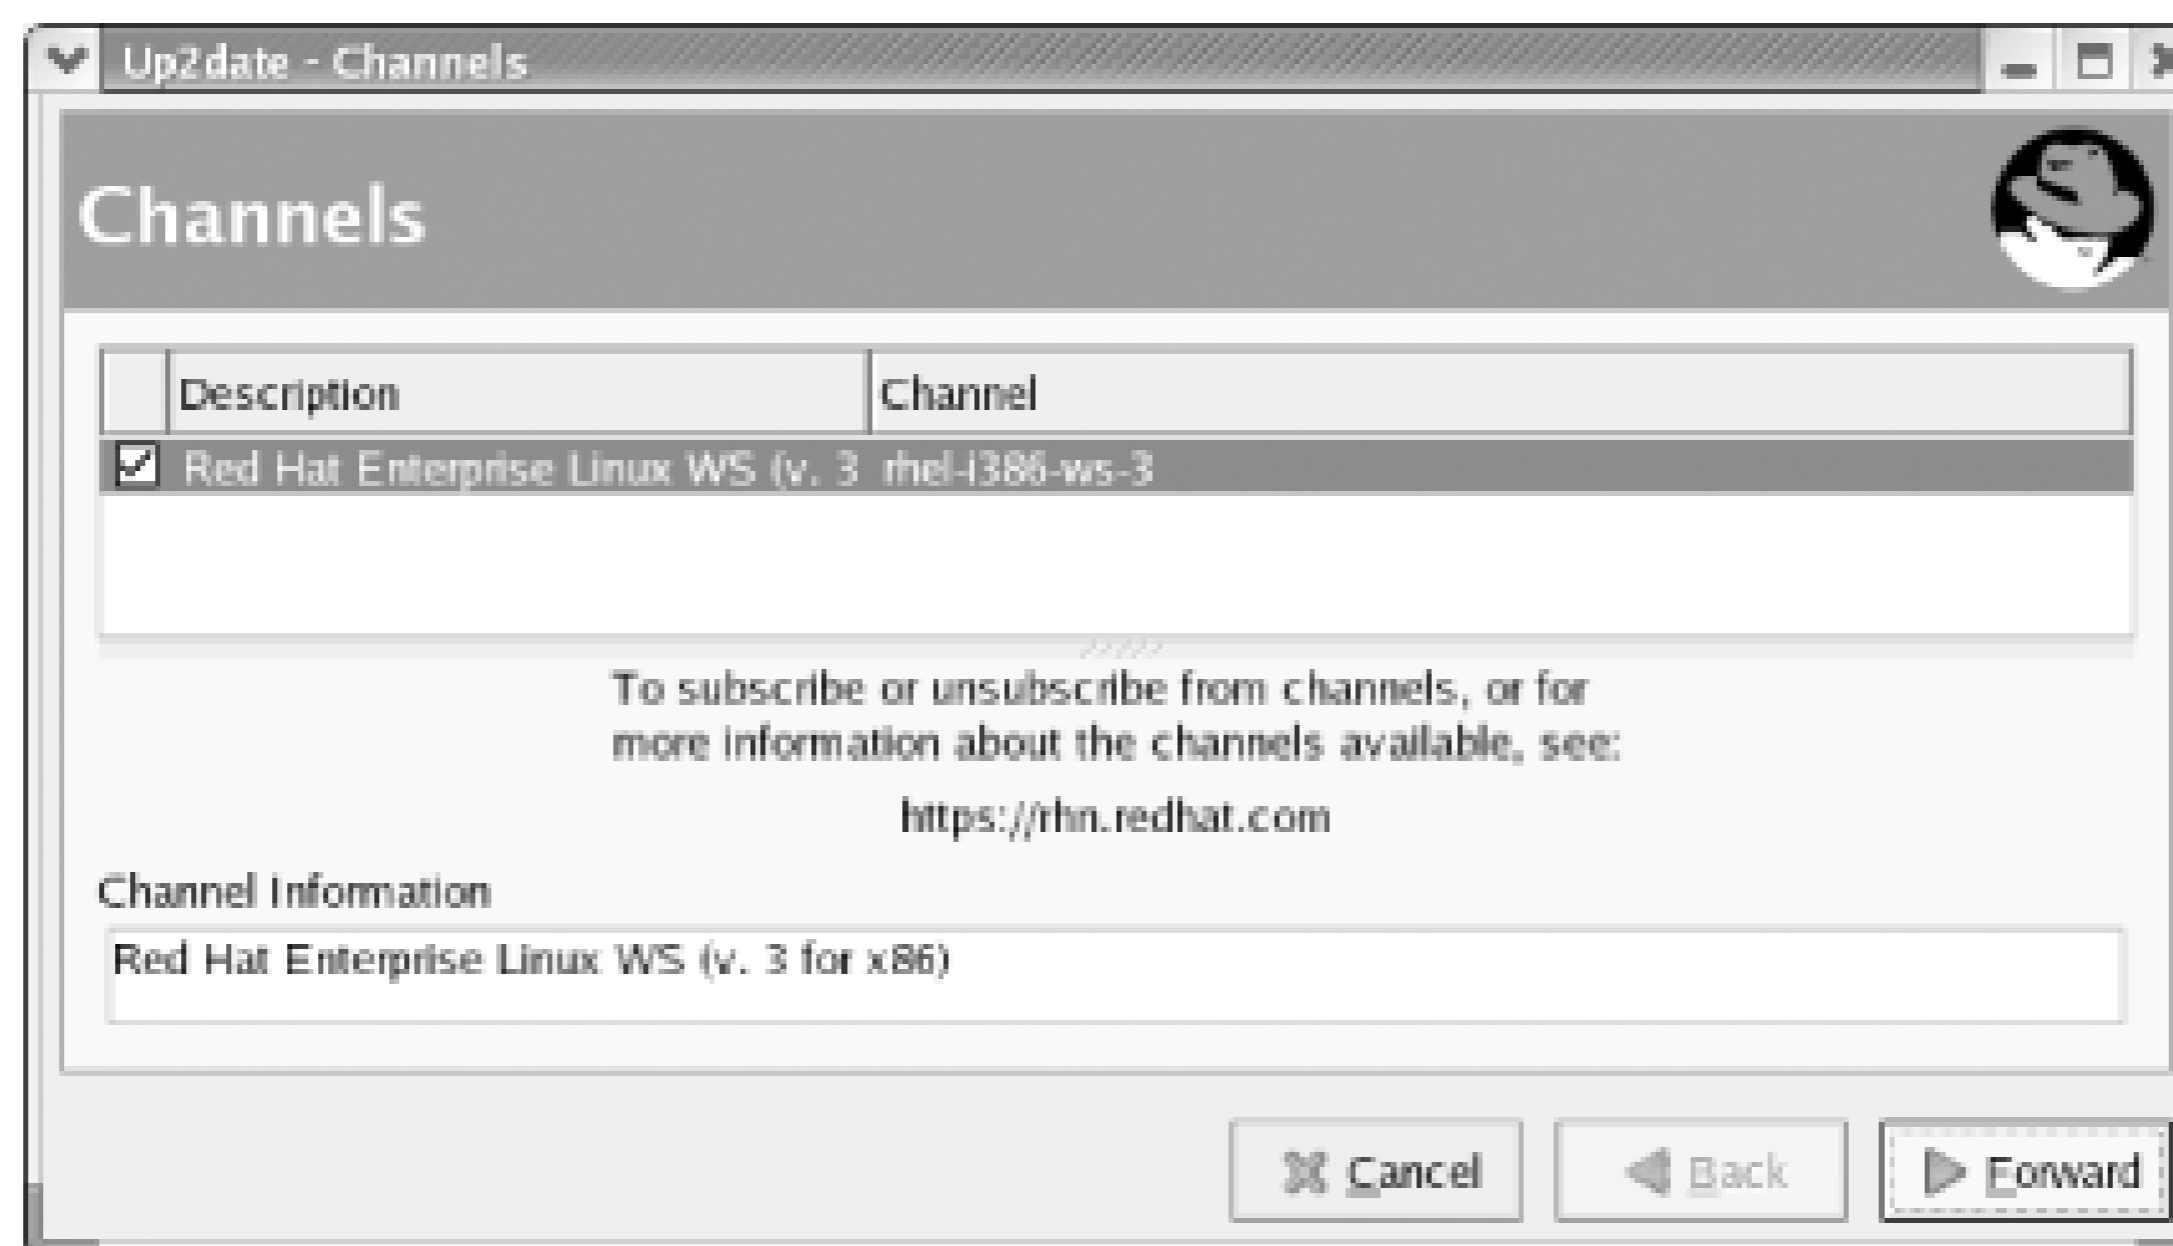 Up2date - Channels
Channels
Description Channel
Red Hat Enterprise Linux WS (v. 3 rhel-i386-ws-3
To subscribe or unsubscribe from channels, or for
more information about the channels available, see:
https://rhn.redhat.com
Channel Information
Red Hat Enterprise Linux WS (v. 3 for x86)
Cancel Back Forward